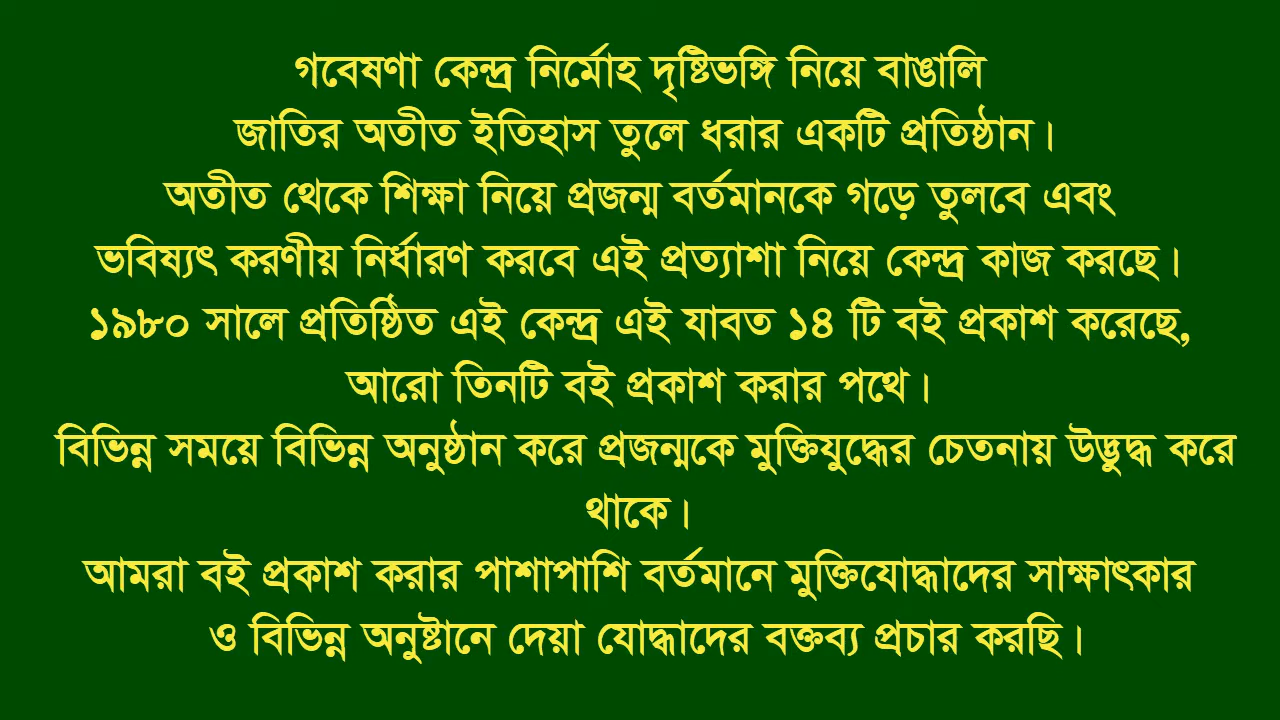 গবেষণা কেন্দ্র নির্মোহ দৃষ্টিভঙ্গি নিয়ে বাঙালি
জাতির অতীত ইতিহাস তুলে ধরার একটি প্রতিষ্ঠান।
অতীত থেকে শিক্ষা নিয়ে প্রজন্ম বর্তমানকে গড়ে তুলবে এবং
ভবিষ্যৎ করণীয় নির্ধারণ করবে এই প্রত্যাশা নিয়ে কেন্দ্র কাজ করছে।
১৯৮০ সালে প্রতিষ্ঠিত এই কেন্দ্র এই যাবত ১৪ টি বই প্রকাশ করেছে,
আরো তিনটি বই প্রকাশ করার পথে।
বিভিন্ন সময়ে বিভিন্ন অনুষ্ঠান করে প্রজন্মকে মুক্তিযুদ্ধের চেতনায় উদ্ভুদ্ধ করে
থাকে।
আমরা বই প্রকাশ করার পাশাপাশি বর্তমানে মুক্তিযোদ্ধাদের সাক্ষাৎকার
ও বিভিন্ন অনুষ্টানে দেয়া যোদ্ধাদের বক্তব্য প্রচার করছি।